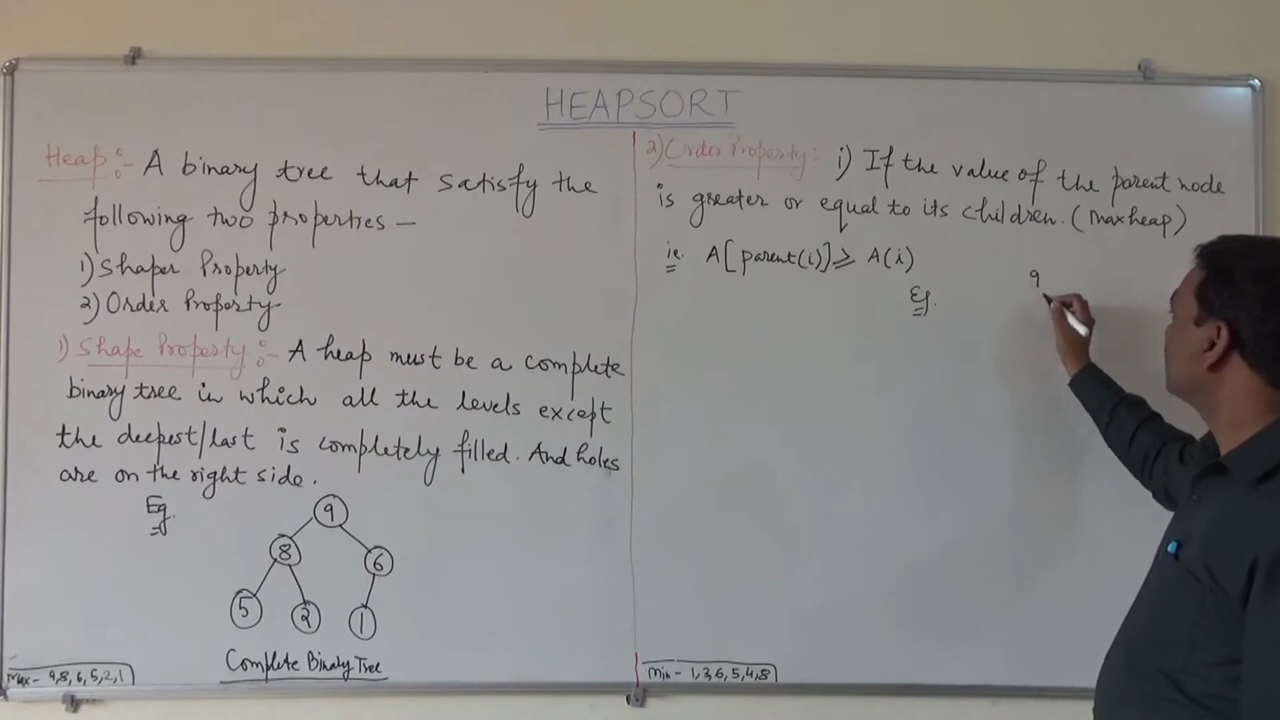 HEAPSORT
Heap:- A binary tree that satisfy the
following two properties –
1) Shaper Property
2) Order Property
1) Shape Property:- A heap must be a complete
binary tree in which all the levels except
the deepest/last is completely filled. And holes
are on the right side.
Eg.
9
8 6
5 2 1
Complete Binary Tree
Max - 9,8,6,5,2,1
2) Order Property:- i) If the value of the parent node
is greater or equal to its children. (Max heap)
ie. A[parent(i)] ≥ A(i)
Eg.
9
Min - 1,3,6,5,4,8